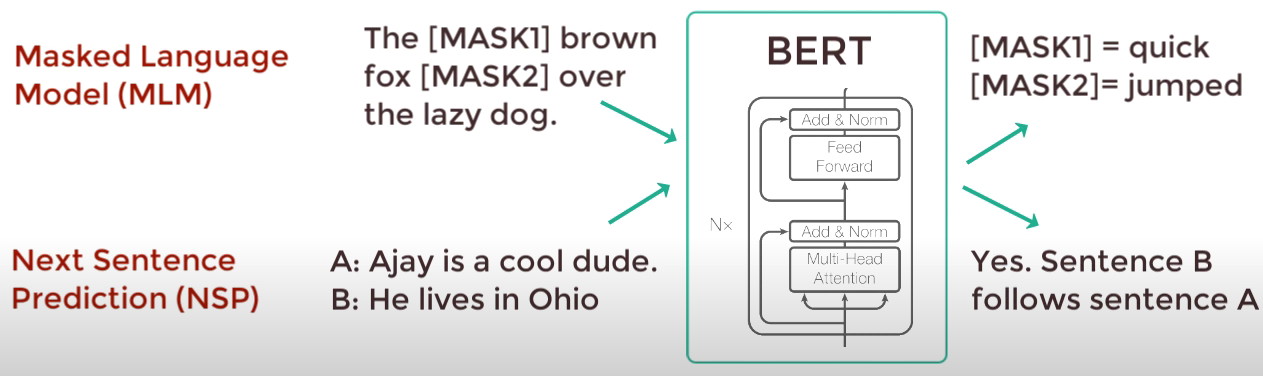 Masked Language
Model (MLM)
The [MASK1] brown
fox [MASK2] over
the lazy dog.
BERT
Add & Norm
Feed
Forward
Nx
Add & Norm
Multi-Head
Attention
[MASK1] = quick
[MASK2]= jumped
Next Sentence
Prediction (NSP)
A: Ajay is a cool dude.
B: He lives in Ohio
Yes. Sentence B
follows sentence A